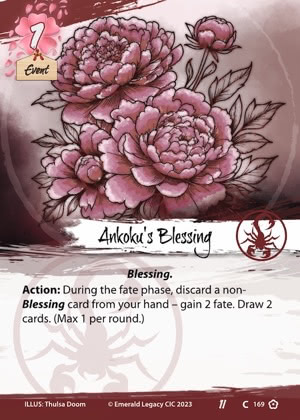 1
Event
Ankoku's Blessing
Blessing.
Action: During the fate phase, discard a non-
Blessing card from your hand – gain 2 fate. Draw 2
cards. (Max 1 per round.)
ILLUS: Thulsa Doom © Emerald Legacy CIC 2023 C 169